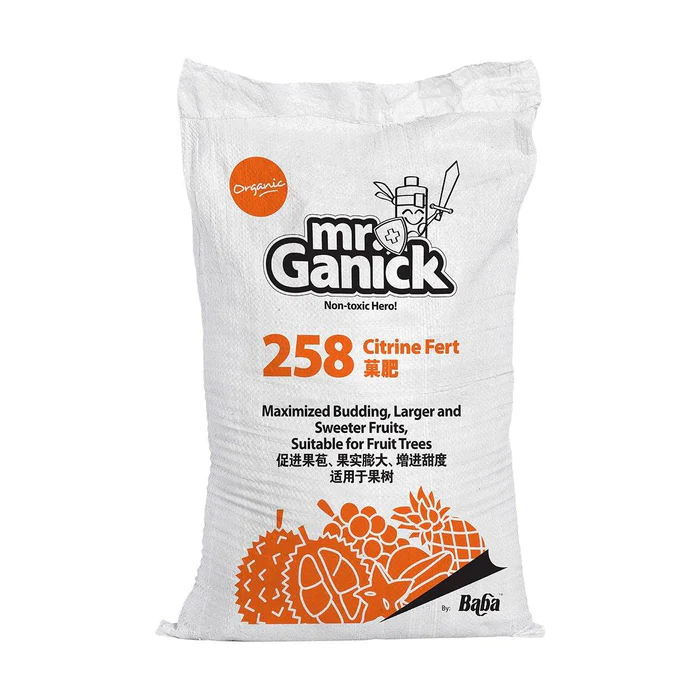 Organic
mr.
Ganick
Non-toxic Hero!
258 Citrine Fert
菓肥
Maximized Budding, Larger and
Sweeter Fruits,
Suitable for Fruit Trees
促进果苞、果实膨大、增进甜度
适用于果树
By: Baba